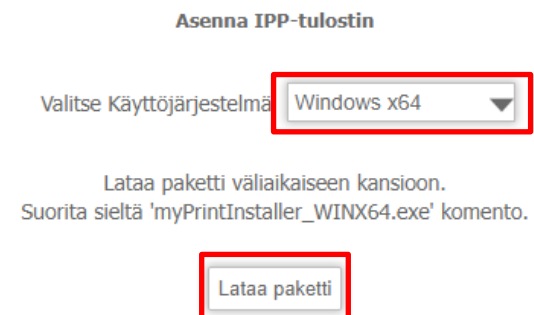 Asenna IPP-tulostin
Valitse Käyttöjärjestelmä Windows x64
Lataa paketti väliaikaiseen kansioon.
Suorita sieltä 'myPrintInstaller_WINX64.exe' komento.
Lataa paketti